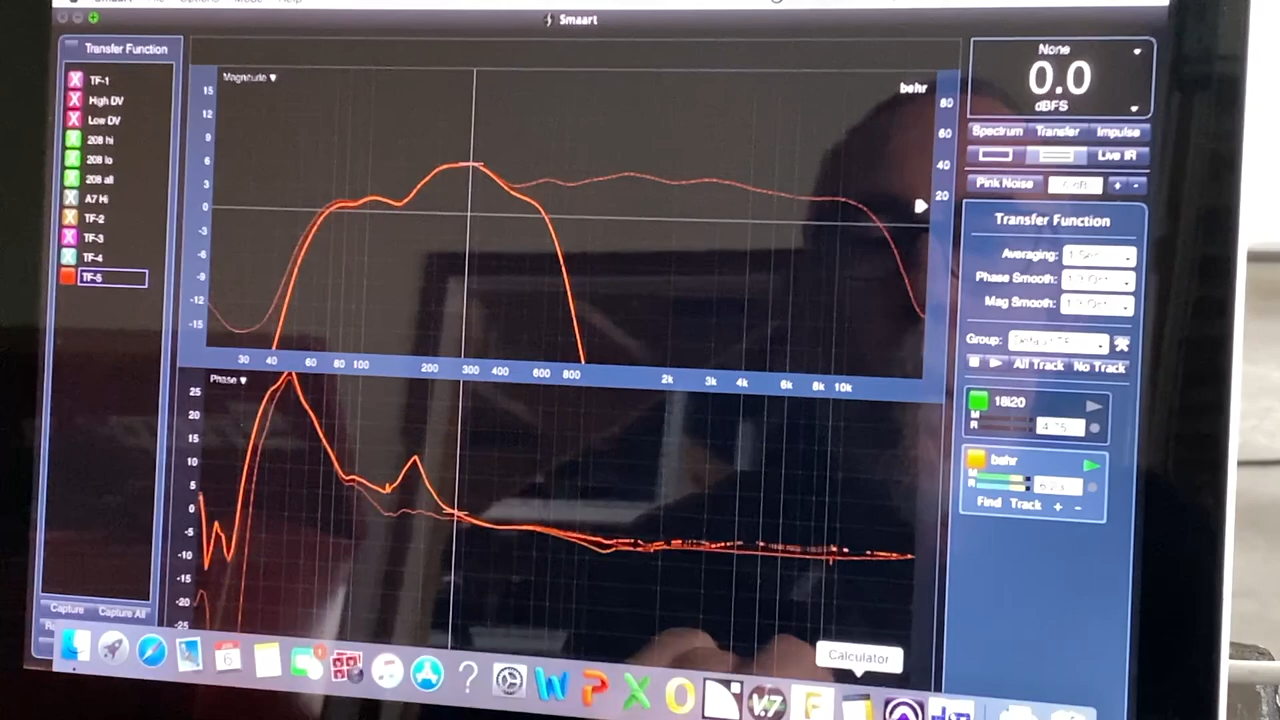 Smaart
Transfer Function
TF-1
High DV
Low DV
208 hi
208 lo
208 all
A7 Hi
TF-2
TF-3
TF-4
TF-5
Capture
Capture All
Magnitude ▼
behr
15
12
9
6
3
0
-3
-6
-9
-12
-15
80
60
40
20
30 40 60 80 100 200 300 400 600 800 2k 3k 4k 6k 8k 10k
Phase ▼
25
20
15
10
5
0
-5
-10
-15
-20
-25
None
0.0
dBFS
Spectrum Transfer Impulse
Live IR
Pink Noise + -
Transfer Function
Averaging:
Phase Smooth:
Mag Smooth:
Group:
All Track No Track
18i20
M
R
4.75
behr
M
R
Find Track + -
Calculator
6
W P X O V.7